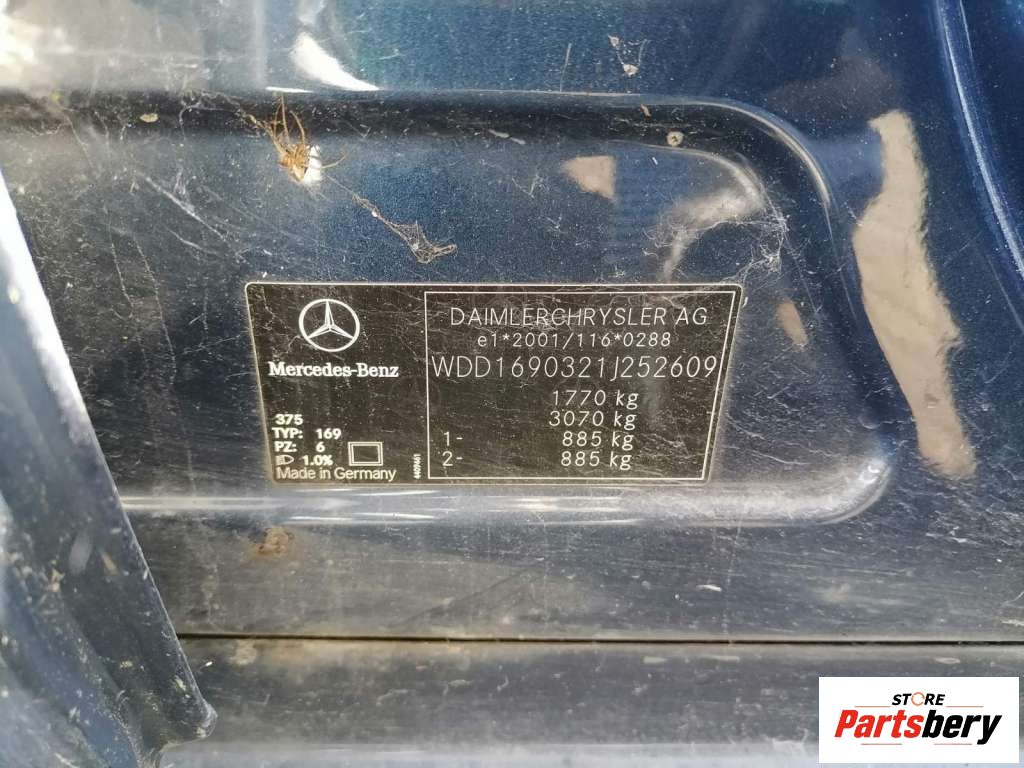 Mercedes-Benz
375
TYP: 169
PZ: 6
1.0%
Made in Germany
DAIMLERCHRYSLER AG
e1*2001/116*0288
WDD1690321J252609
1770 kg
3070 kg
1- 885 kg
2- 885 kg
STORE
Partsbery